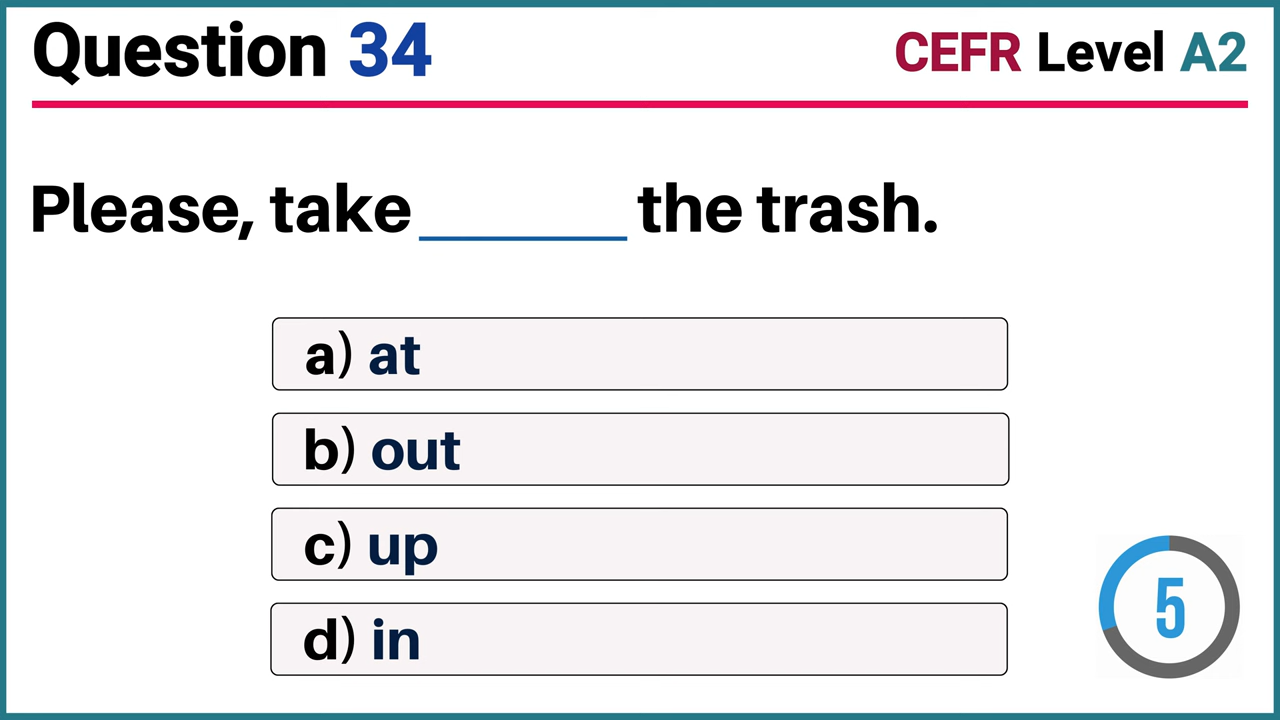 Question 34
CEFR Level A2
Please, take ______ the trash.
a) at
b) out
c) up
d) in
5